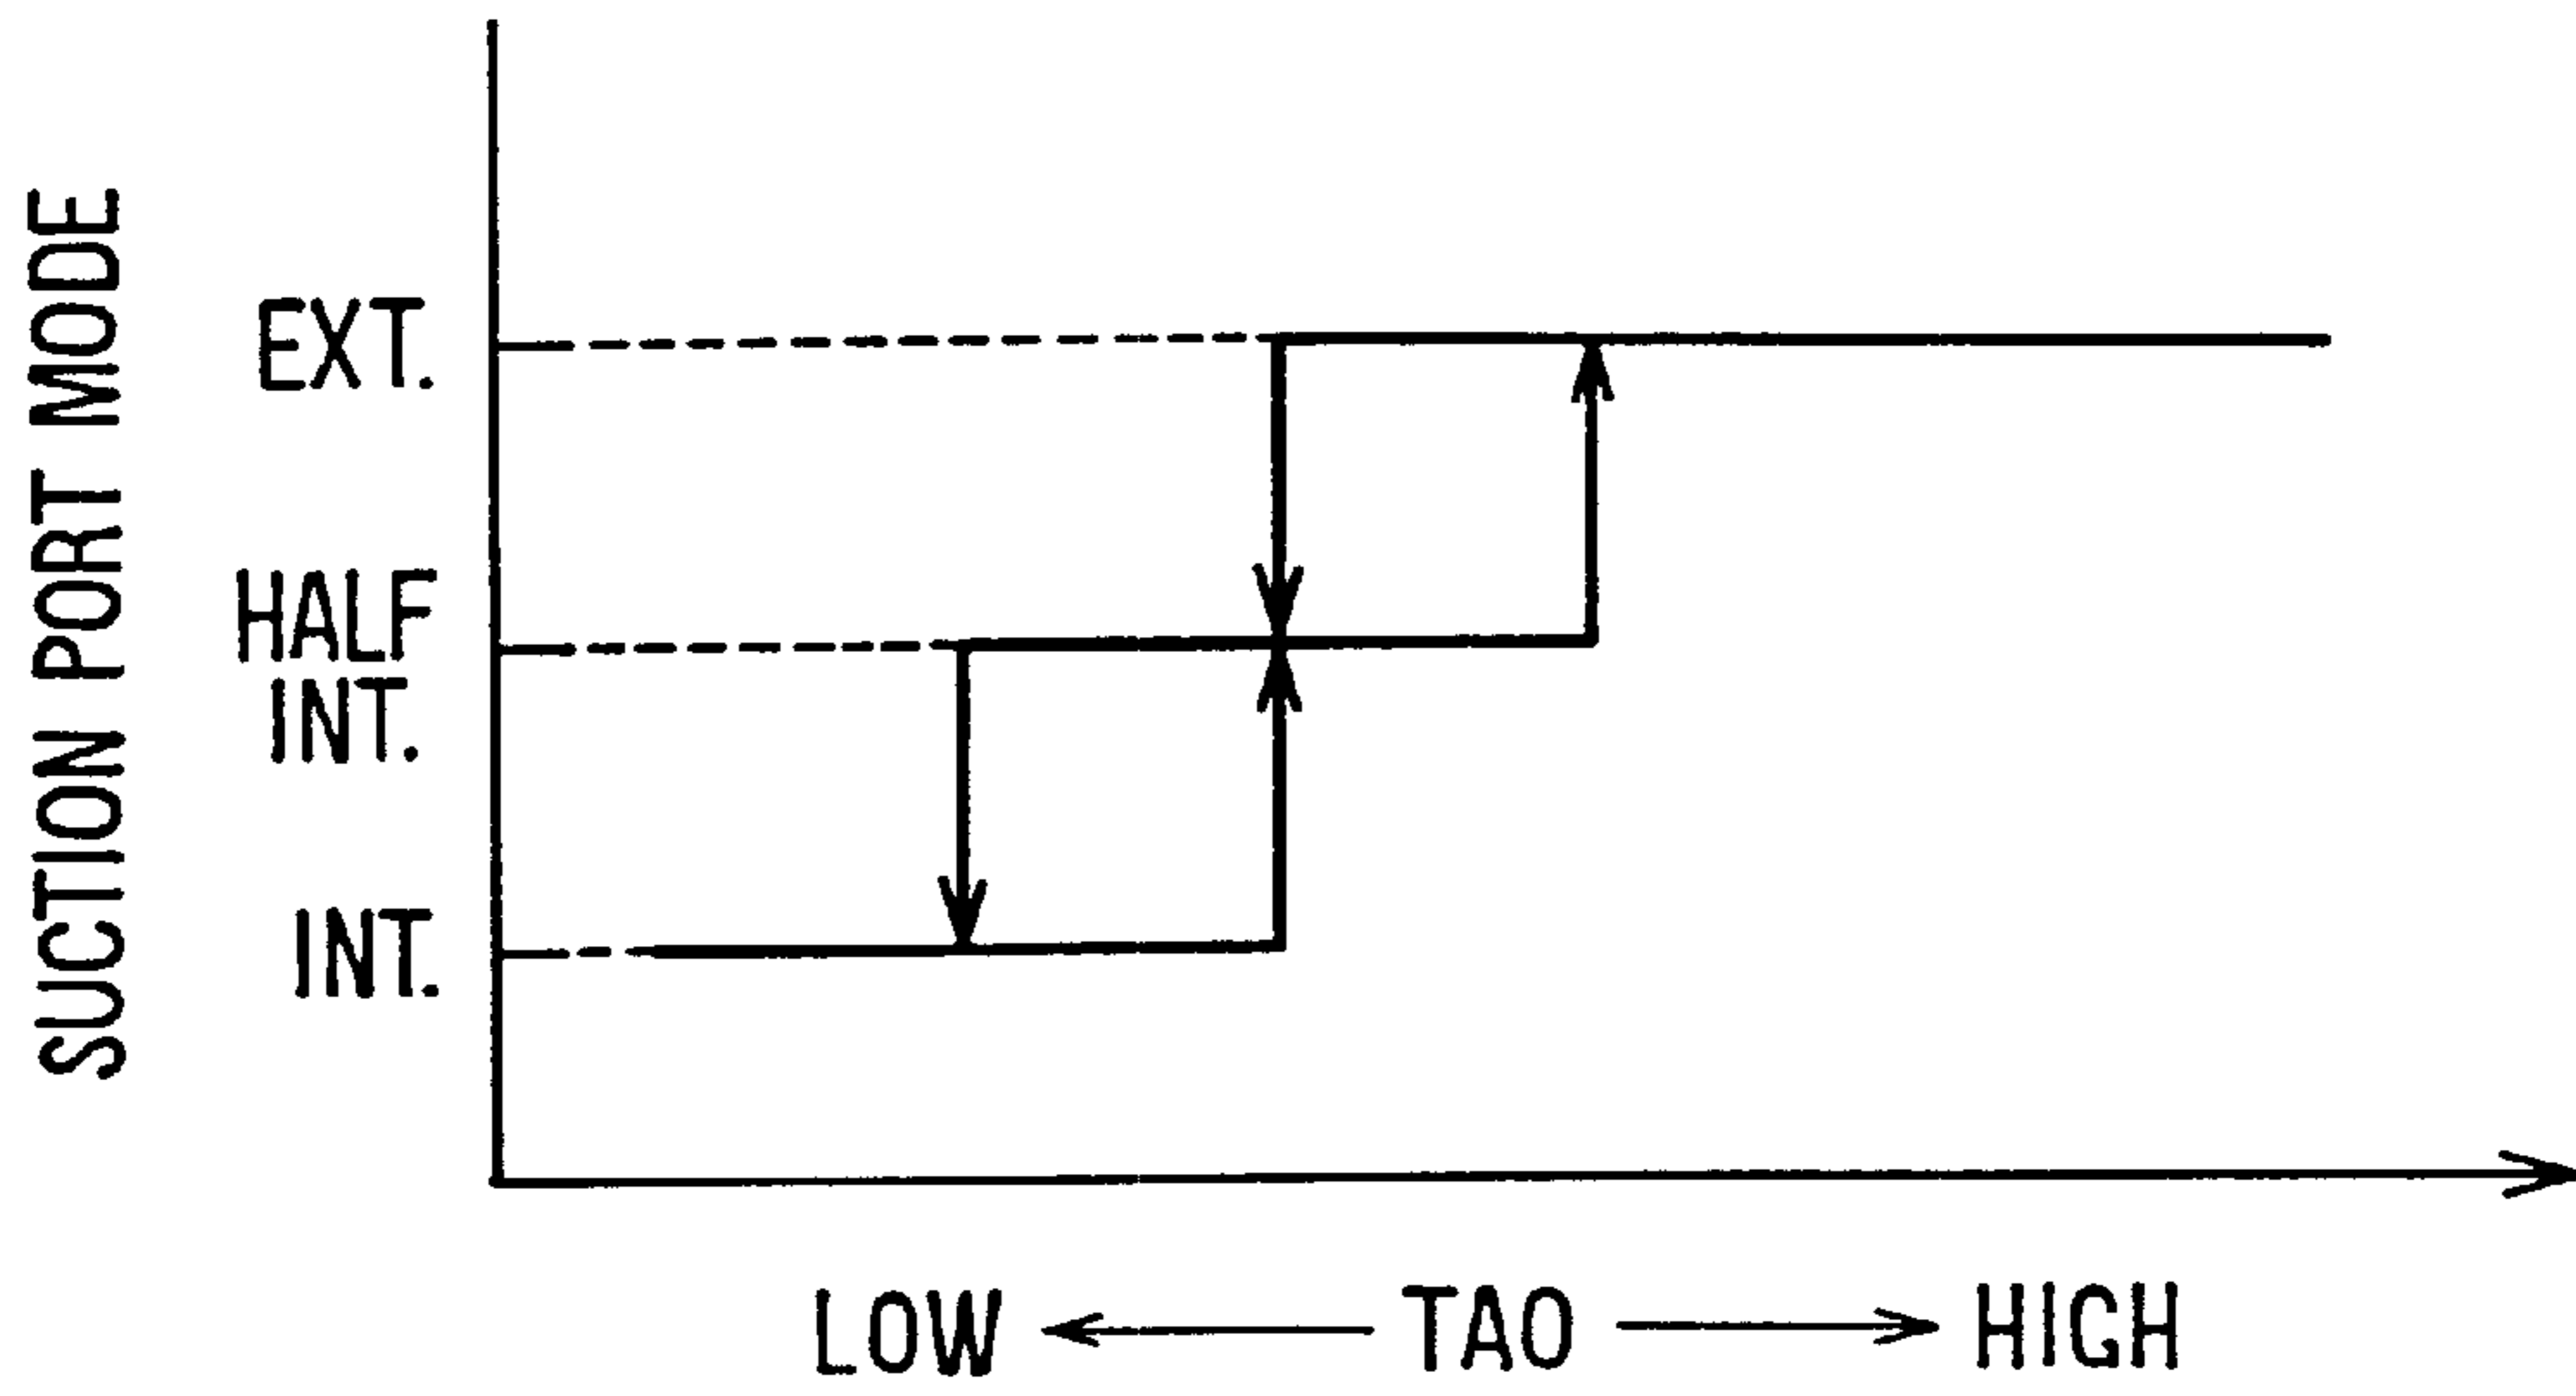 SUCTION PORT MODE
EXT.
HALF
INT.
INT.
LOW
TAO
HIGH